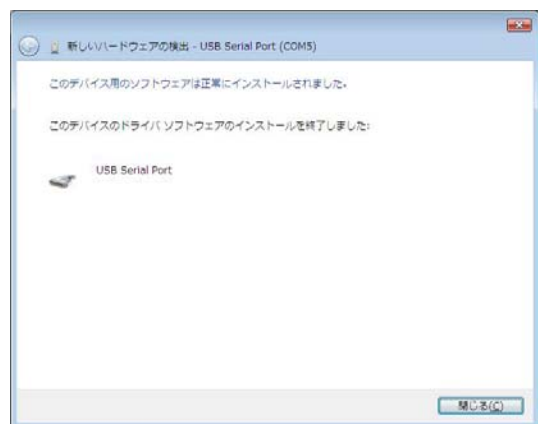 新しいハードウェアの検出 - USB Serial Port (COM5)
このデバイス用のソフトウェアは正常にインストールされました。
このデバイスのドライバ ソフトウェアのインストールを終了しました:
USB Serial Port
閉じる(C)